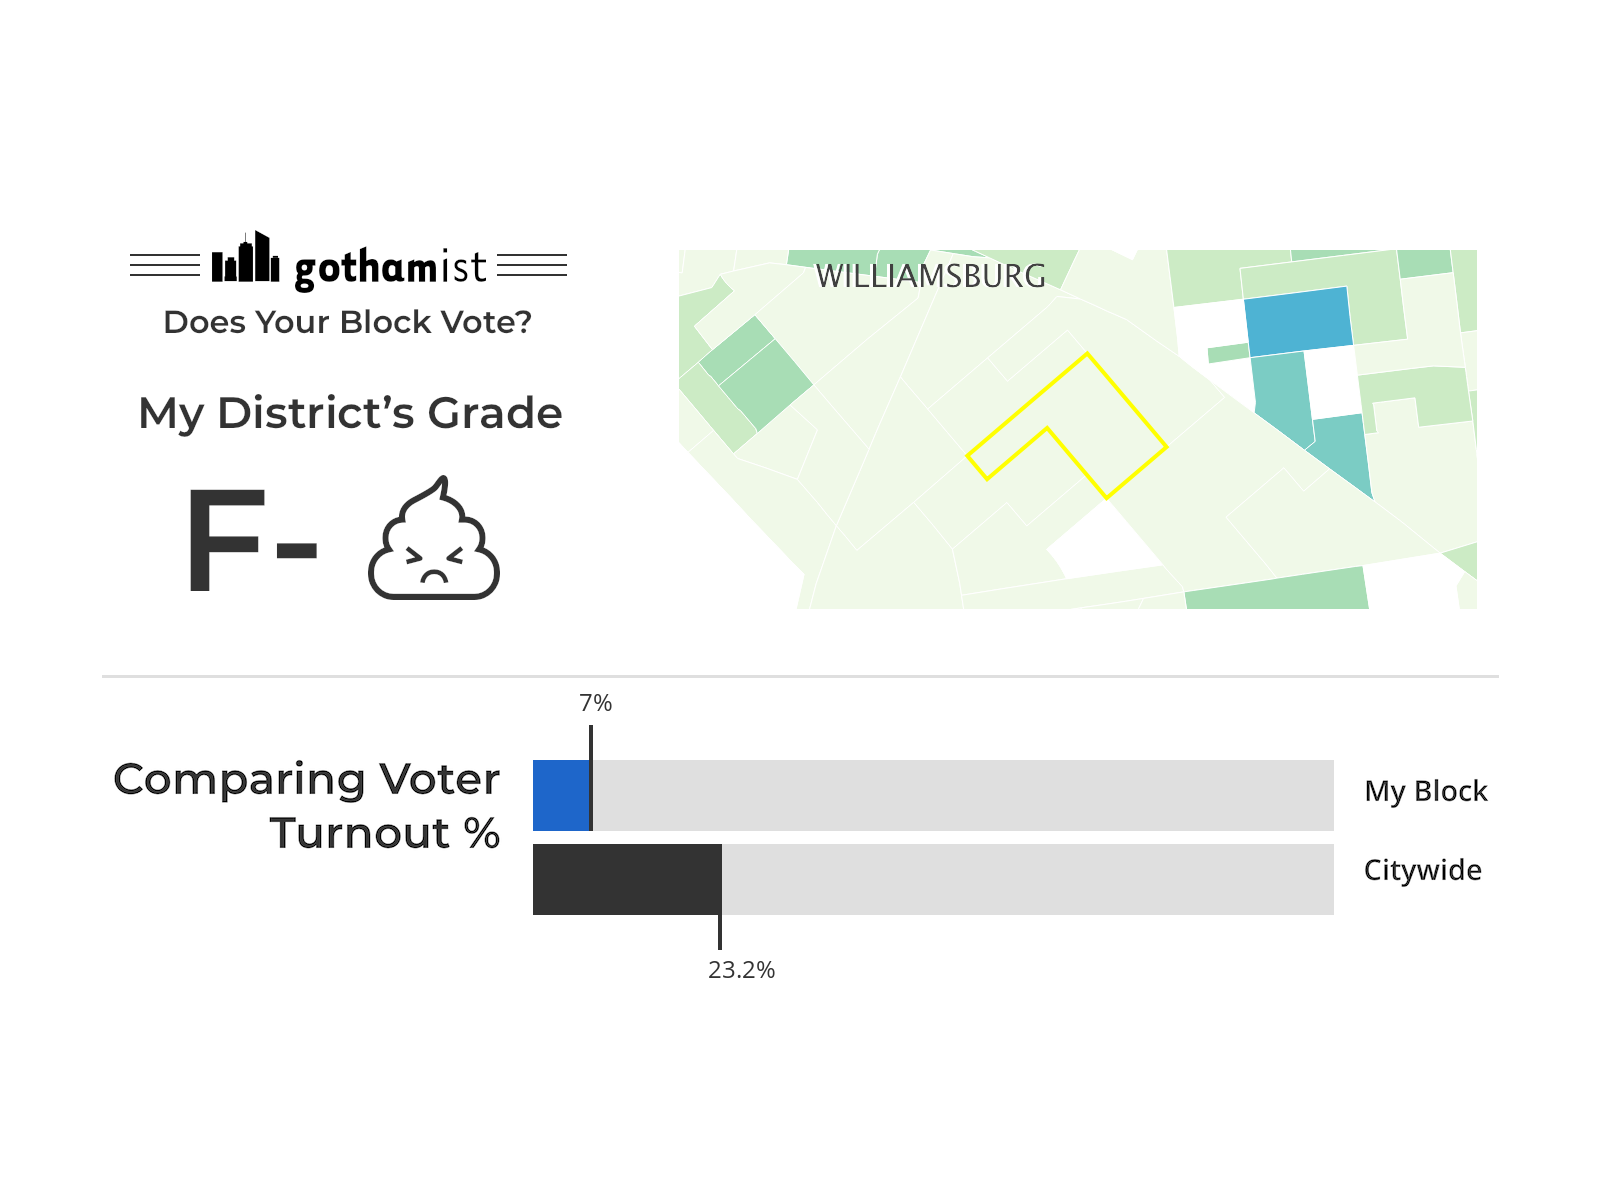 gothamist
Does Your Block Vote?
My District’s Grade
F-
WILLIAMSBURG
7%
Comparing Voter
Turnout %
My Block
Citywide
23.2%